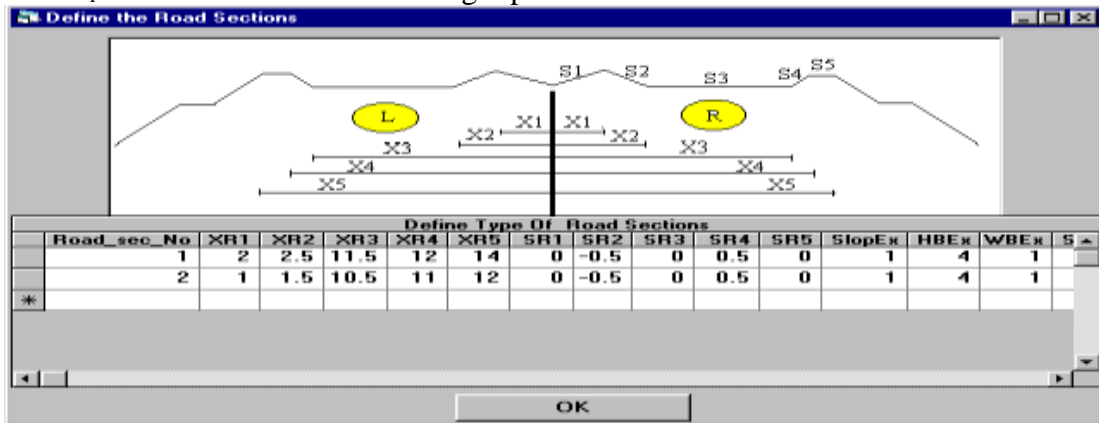 Define the Road Sections
S1 S2 S3 S4 S5
L R
X1 X1
X2 X2
X3 X3
X4 X4
X5 X5
Define Type Of Road Sections
Road_sec_No XR1 XR2 XR3 XR4 XR5 SR1 SR2 SR3 SR4 SR5 SlopEx HBEx WBEx S
1 2 2.5 11.5 12 14 0 -0.5 0 0.5 0 1 4 1
2 1 1.5 10.5 11 12 0 -0.5 0 0.5 0 1 4 1
*
OK